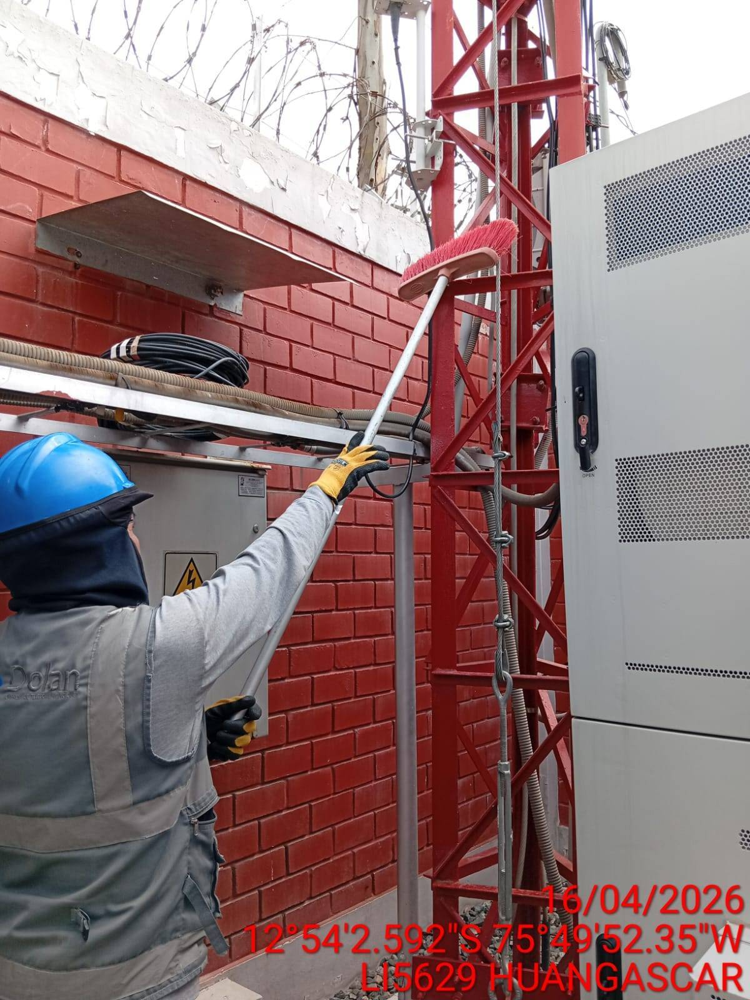 OPEN
Dolan
16/04/2026
12°54'2.592"S 75°49'52.35"W
LI5629 HUANGASCAR